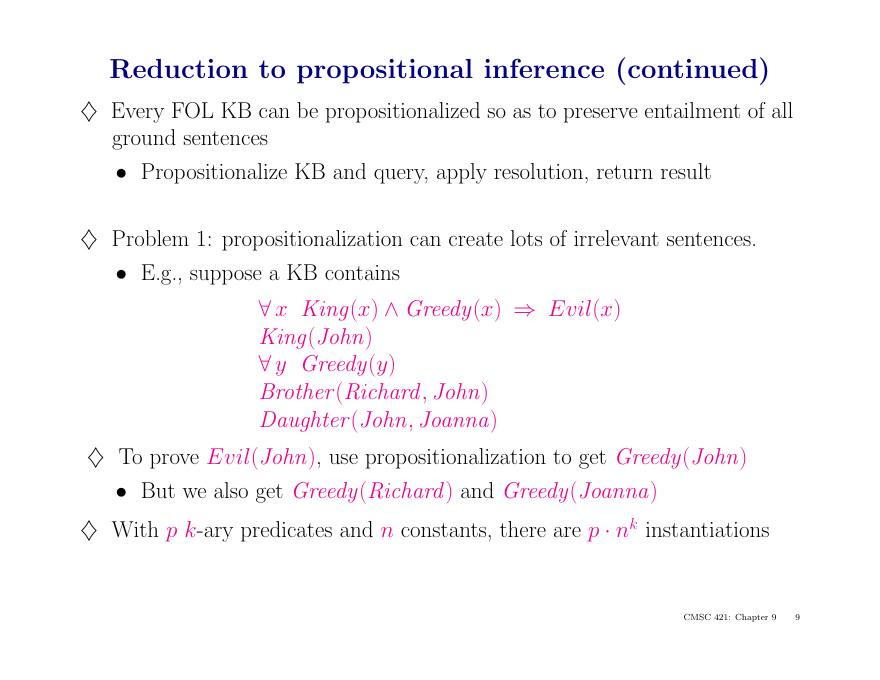 Reduction to propositional inference (continued)
♢ Every FOL KB can be propositionalized so as to preserve entailment of all
ground sentences
• Propositionalize KB and query, apply resolution, return result
♢ Problem 1: propositionalization can create lots of irrelevant sentences.
• E.g., suppose a KB contains
∀ x King(x) ∧ Greedy(x) ⇒ Evil(x)
King(John)
∀ y Greedy(y)
Brother(Richard, John)
Daughter(John, Joanna)
♢ To prove Evil(John), use propositionalization to get Greedy(John)
• But we also get Greedy(Richard) and Greedy(Joanna)
♢ With p k-ary predicates and n constants, there are p · n^k instantiations
CMSC 421: Chapter 9 9